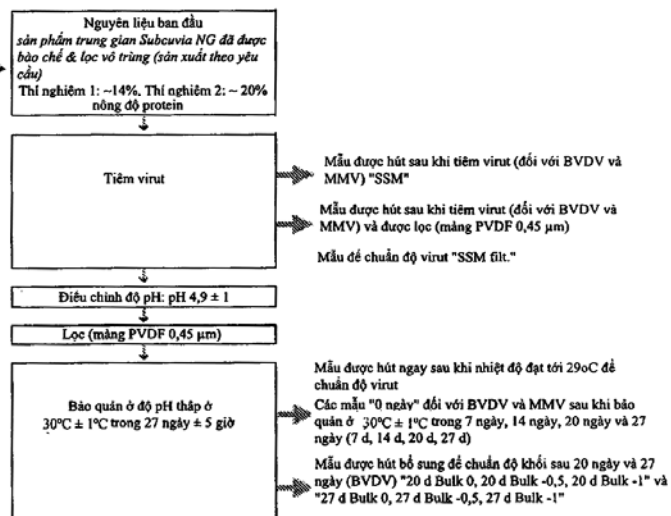 Nguyên liệu ban đầu
sản phẩm trung gian Subcuvia NG đã được
bào chế & lọc vô trùng (sản xuất theo yêu
cầu)
Thí nghiệm 1: ~14%. Thí nghiệm 2: ~ 20%
nồng độ protein
Tiêm virut
Mẫu được hút sau khi tiêm virut (đối với BVDV và
MMV) "SSM"
Mẫu được hút sau khi tiêm virut (đối với BVDV và
MMV) và được lọc (màng PVDF 0,45 µm)
Mẫu để chuẩn độ virut "SSM filt."
Điều chỉnh độ pH: pH 4,9 ± 1
Lọc (màng PVDF 0,45 µm)
Bảo quản ở độ pH thấp ở
30°C ± 1°C trong 27 ngày ± 5 giờ
Mẫu được hút ngay sau khi nhiệt độ đạt tới 29oC để
chuẩn độ virut
Các mẫu "0 ngày" đối với BVDV và MMV sau khi bảo
quản ở 30°C ± 1°C trong 7 ngày, 14 ngày, 20 ngày và 27
ngày (7 d, 14 d, 20 d, 27 d)
Mẫu được hút bổ sung để chuẩn độ khối sau 20 ngày và 27
ngày (BVDV) "20 d Bulk 0, 20 d Bulk -0,5, 20 d Bulk -1" và
"27 d Bulk 0, 27 d Bulk -0,5, 27 d Bulk -1"